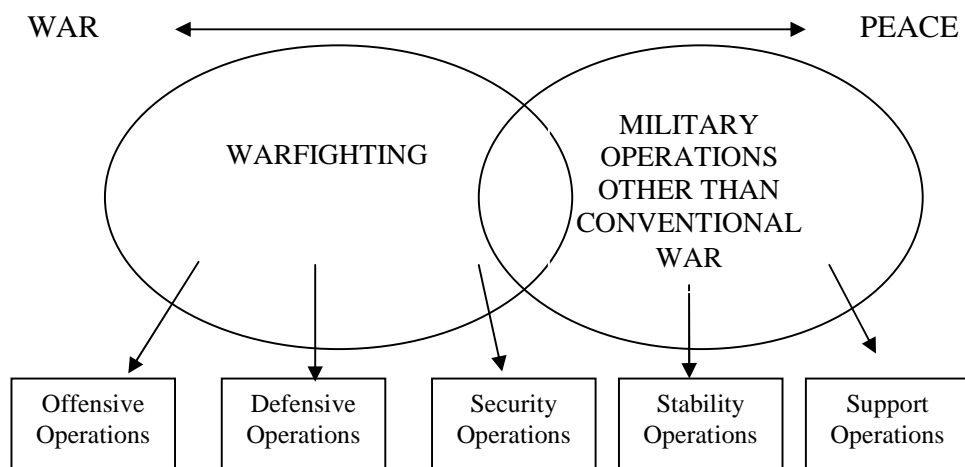 WAR PEACE
WARFIGHTING
MILITARY
OPERATIONS
OTHER THAN
CONVENTIONAL
WAR
Offensive
Operations
Defensive
Operations
Security
Operations
Stability
Operations
Support
Operations